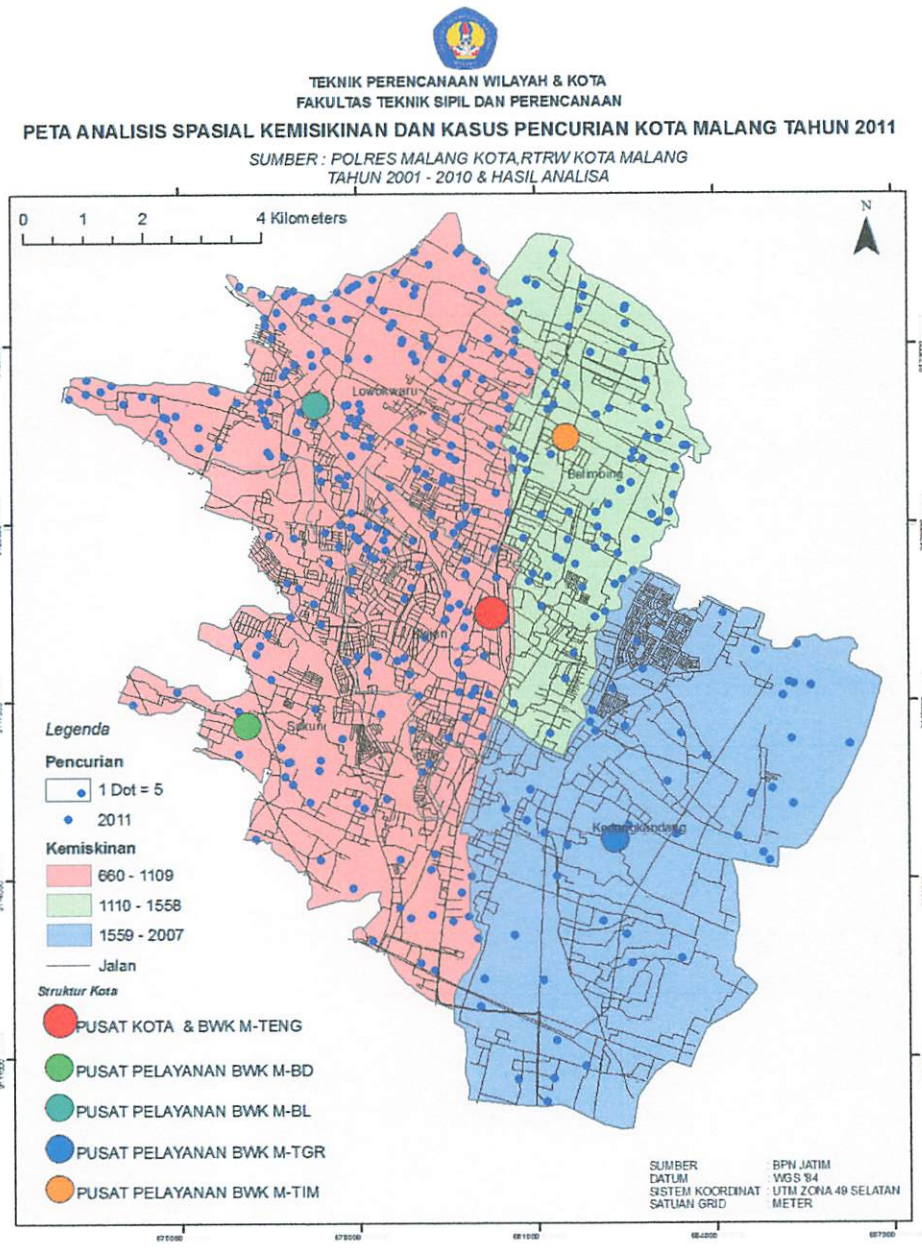 TEKNIK PERENCANAAN WILAYAH & KOTA
FAKULTAS TEKNIK SIPIL DAN PERENCANAAN
PETA ANALISIS SPASIAL KEMISIKINAN DAN KASUS PENCURIAN KOTA MALANG TAHUN 2011
SUMBER : POLRES MALANG KOTA,RTRW KOTA MALANG
TAHUN 2001 - 2010 & HASIL ANALISA
0 1 2 4 Kilometers
N
Lowokwaru
Belimbing
Klojen
Sukun
Kedungkandang
Legenda
Pencurian
1 Dot = 5
2011
Kemiskinan
660 - 1109
1110 - 1558
1559 - 2007
Jalan
Struktur Kota
PUSAT KOTA & BWK M-TENG
PUSAT PELAYANAN BWK M-BD
PUSAT PELAYANAN BWK M-BL
PUSAT PELAYANAN BWK M-TGR
PUSAT PELAYANAN BWK M-TIM
SUMBER : BPN JATIM
DATUM : WGS '84
SISTEM KOORDINAT : UTM ZONA 49 SELATAN
SATUAN GRID : METER